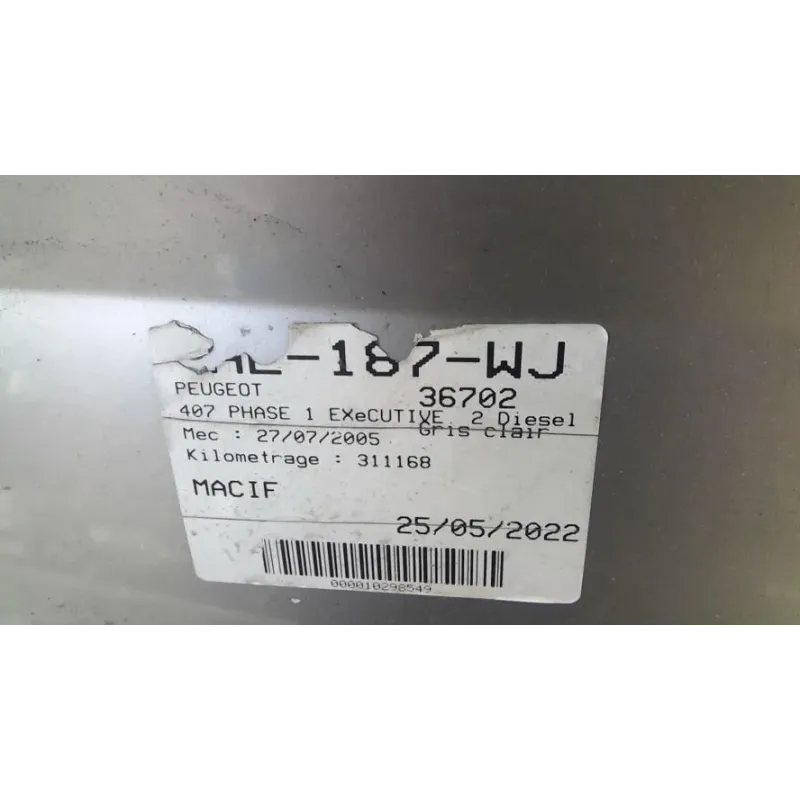 -187-WJ
PEUGEOT 36702
407 PHASE 1 EXeCUTIVE 2 Diesel
Mec : 27/07/2005 Gris clair
Kilometrage : 311168
MACIF
25/05/2022
000010298549